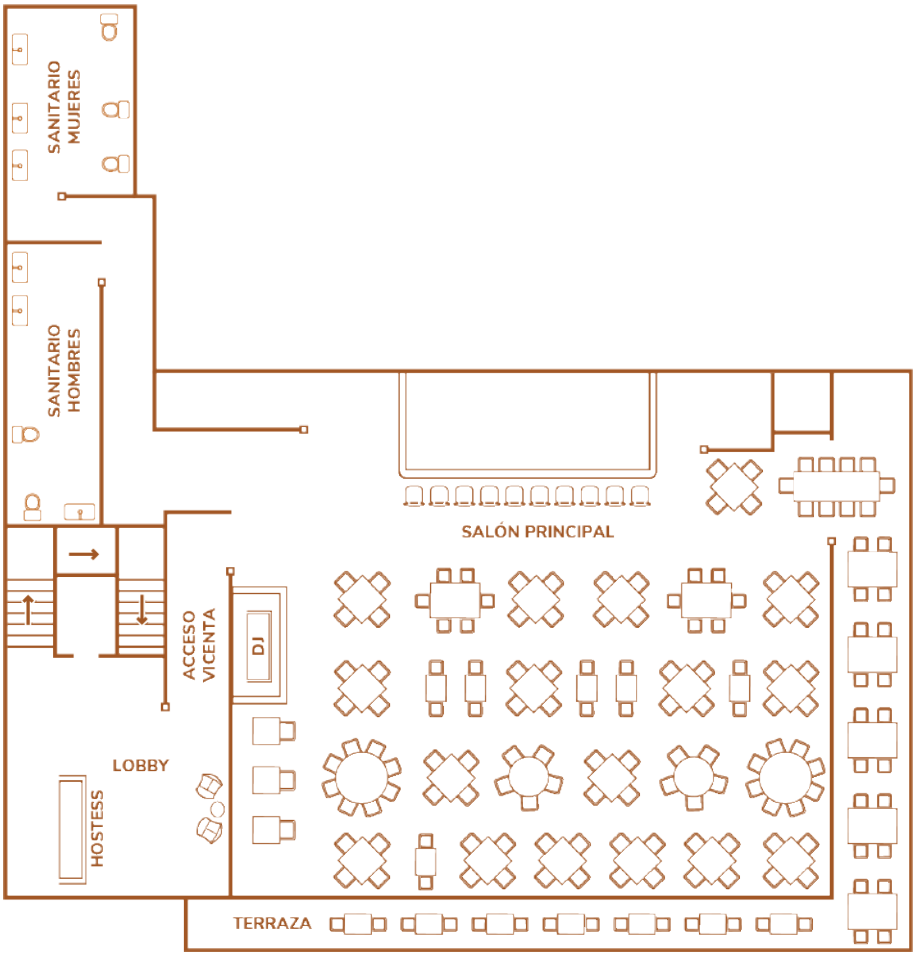 SANITARIO
MUJERES
SANITARIO
HOMBRES
SALÓN PRINCIPAL
ACCESO
VICENTA
DJ
LOBBY
HOSTESS
TERRAZA